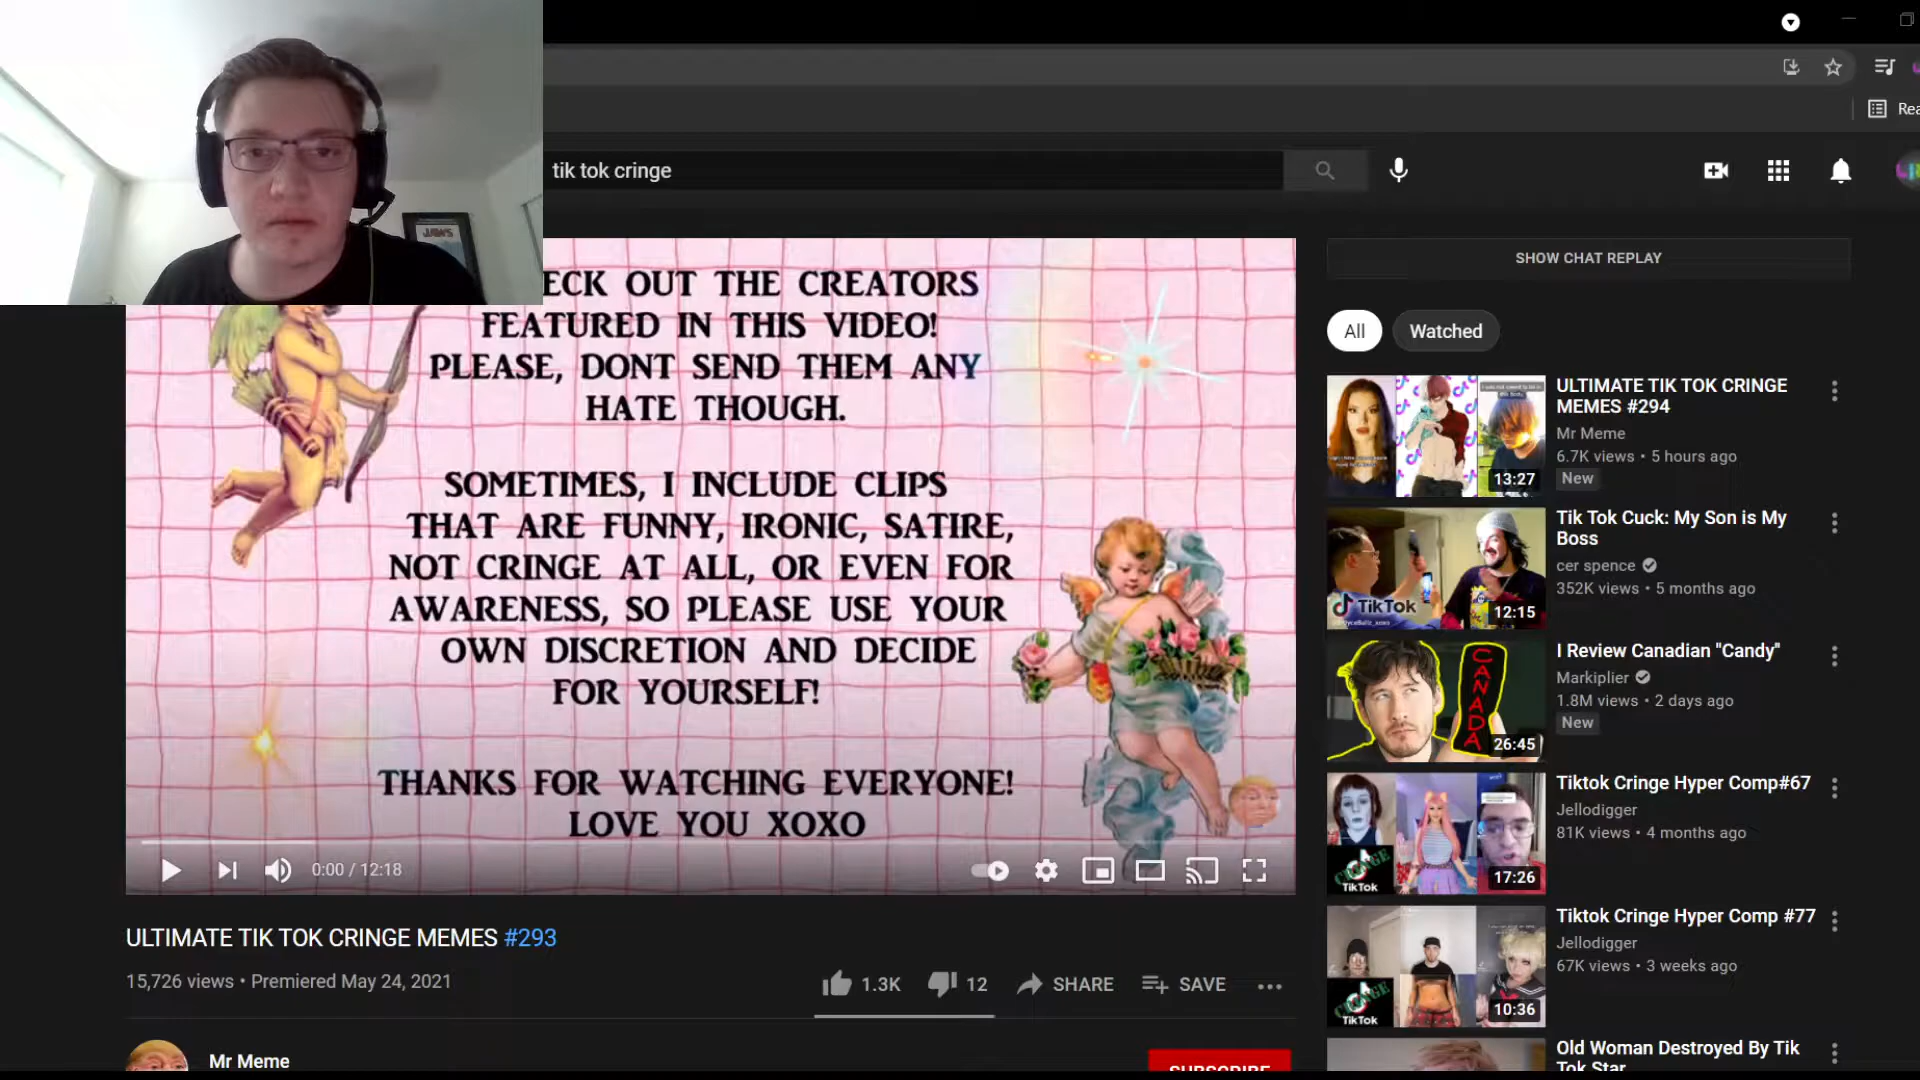 JAWS
Rea
tik tok cringe
ECK OUT THE CREATORS
FEATURED IN THIS VIDEO!
PLEASE, DONT SEND THEM ANY
HATE THOUGH.
SOMETIMES, I INCLUDE CLIPS
THAT ARE FUNNY, IRONIC, SATIRE,
NOT CRINGE AT ALL, OR EVEN FOR
AWARENESS, SO PLEASE USE YOUR
OWN DISCRETION AND DECIDE
FOR YOURSELF!
THANKS FOR WATCHING EVERYONE!
LOVE YOU XOXO
0:00 / 12:18
ULTIMATE TIK TOK CRINGE MEMES #293
15,726 views • Premiered May 24, 2021
1.3K
12
SHARE
SAVE
Mr Meme
SUBSCRIBE
SHOW CHAT REPLAY
All
Watched
13:27
ULTIMATE TIK TOK CRINGE
MEMES #294
Mr Meme
6.7K views • 5 hours ago
New
TikTok
12:15
Tik Tok Cuck: My Son is My
Boss
cer spence
352K views • 5 months ago
CANADA
26:45
I Review Canadian "Candy"
Markiplier
1.8M views • 2 days ago
New
CRINGE
TikTok
17:26
Tiktok Cringe Hyper Comp#67
Jellodigger
81K views • 4 months ago
CRINGE
TikTok
10:36
Tiktok Cringe Hyper Comp #77
Jellodigger
67K views • 3 weeks ago
Old Woman Destroyed By Tik
Tok Star